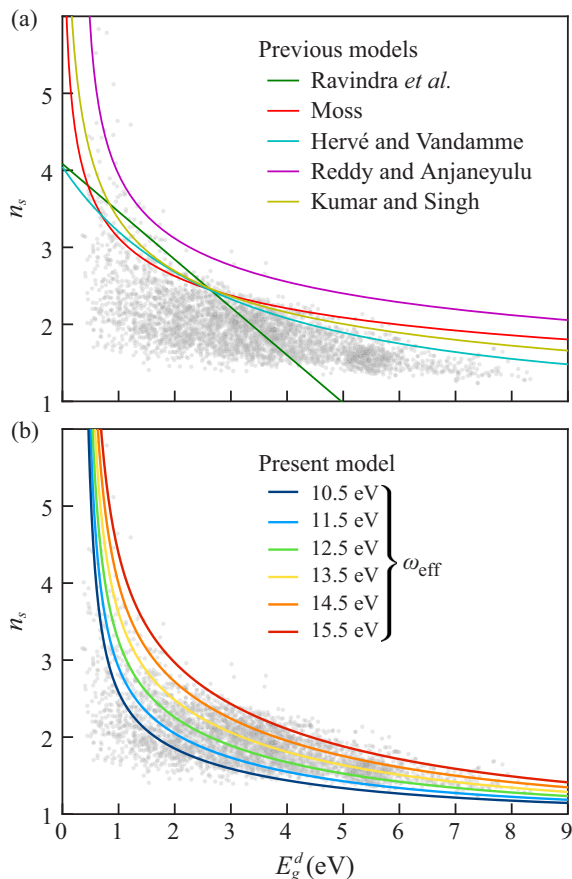 (a)
Previous models
Ravindra et al.
Moss
Hervé and Vandamme
Reddy and Anjaneyulu
Kumar and Singh
5
4
3
2
1
n_s
(b)
Present model
10.5 eV
11.5 eV
12.5 eV
13.5 eV
14.5 eV
15.5 eV
ω_eff
5
4
3
2
1
n_s
0 1 2 3 4 5 6 7 8 9
E_g^d (eV)